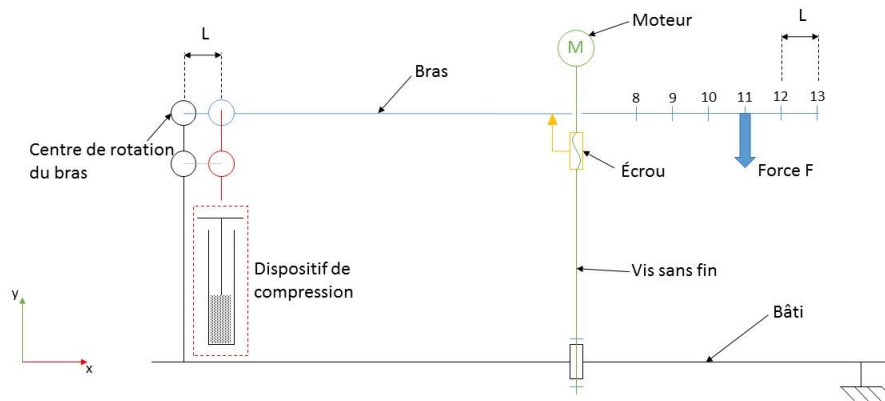 Moteur
L
L
M
Bras
8 9 10 11 12 13
Centre de rotation
du bras
Écrou
Force F
Dispositif de
compression
Vis sans fin
Bâti
y
x